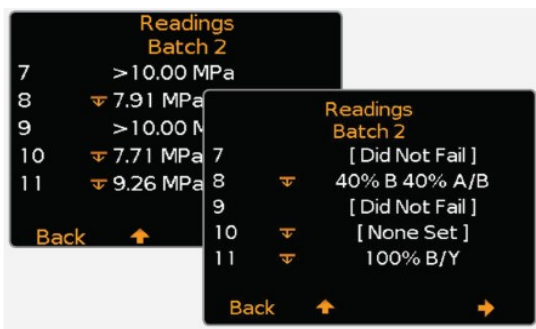 Readings
Batch 2
7 >10.00 MPa
8 7.91 MPa
9 >10.00 M
10 7.71 MPa
11 9.26 MPa
Back
Readings
Batch 2
7 [ Did Not Fail ]
8 40% B 40% A/B
9 [ Did Not Fail ]
10 [ None Set ]
11 100% B/Y
Back